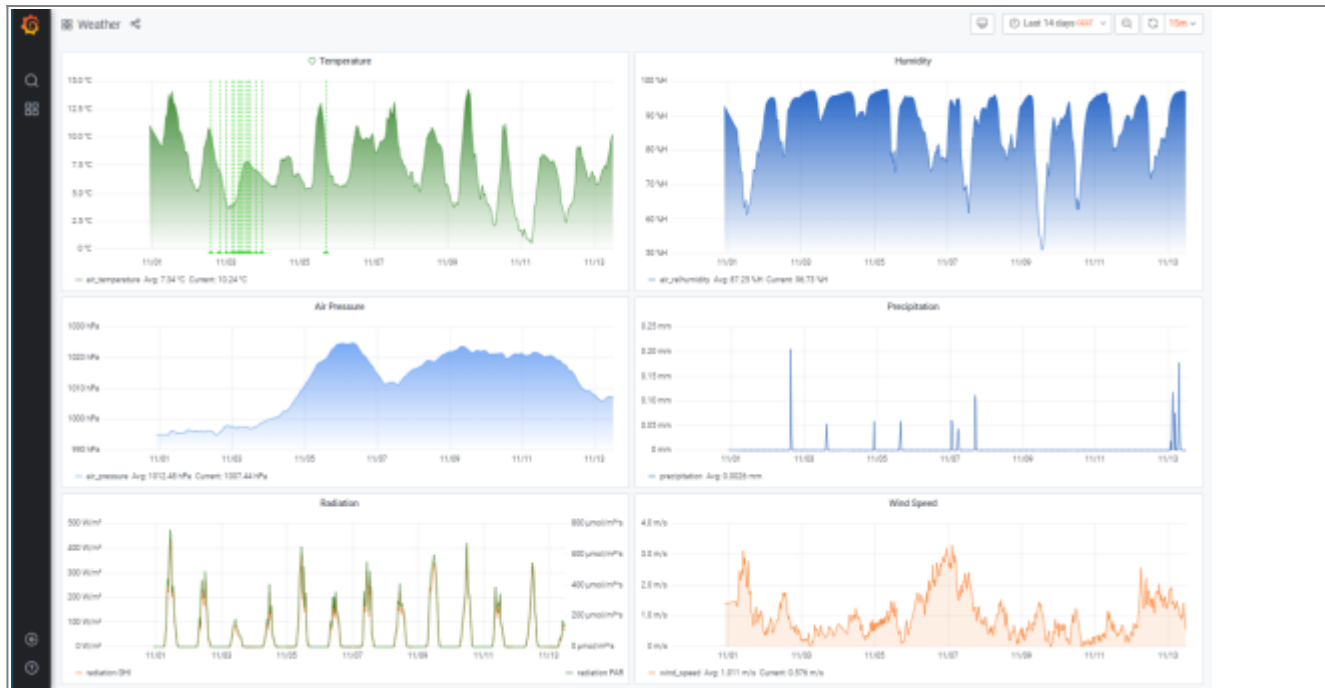 Weather
Last 14 days CEST
15m
Temperature
15.0 °C
12.5 °C
10.0 °C
7.5 °C
5.0 °C
2.5 °C
0 °C
11/01 11/03 11/05 11/07 11/09 11/11 11/13
air_temperature Avg: 7.04 °C Current: 10.24 °C
Humidity
100 %H
90 %H
80 %H
70 %H
60 %H
50 %H
11/01 11/03 11/05 11/07 11/09 11/11 11/13
air_relhumidity Avg: 87.25 %H Current: 96.73 %H
Air Pressure
1030 hPa
1020 hPa
1010 hPa
1000 hPa
990 hPa
11/01 11/03 11/05 11/07 11/09 11/11 11/13
air_pressure Avg: 1012.48 hPa Current: 1007.44 hPa
Precipitation
0.25 mm
0.20 mm
0.15 mm
0.10 mm
0.05 mm
0 mm
11/01 11/03 11/05 11/07 11/09 11/11 11/13
precipitation Avg: 0.0026 mm
Radiation
500 W/m²
400 W/m²
300 W/m²
200 W/m²
100 W/m²
0 W/m²
800 μmol/m²s
600 μmol/m²s
400 μmol/m²s
200 μmol/m²s
0 μmol/m²s
11/01 11/03 11/05 11/07 11/09 11/11 11/13
radiation GHI
radiation PAR
Wind Speed
4.0 m/s
3.0 m/s
2.0 m/s
1.0 m/s
0 m/s
11/01 11/03 11/05 11/07 11/09 11/11 11/13
wind_speed Avg: 1.011 m/s Current: 0.576 m/s